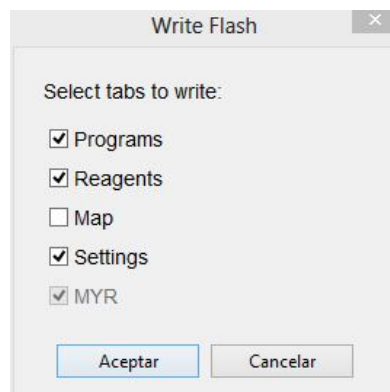 Write Flash
Select tabs to write:
Programs
Reagents
Map
Settings
MYR
Aceptar Cancelar